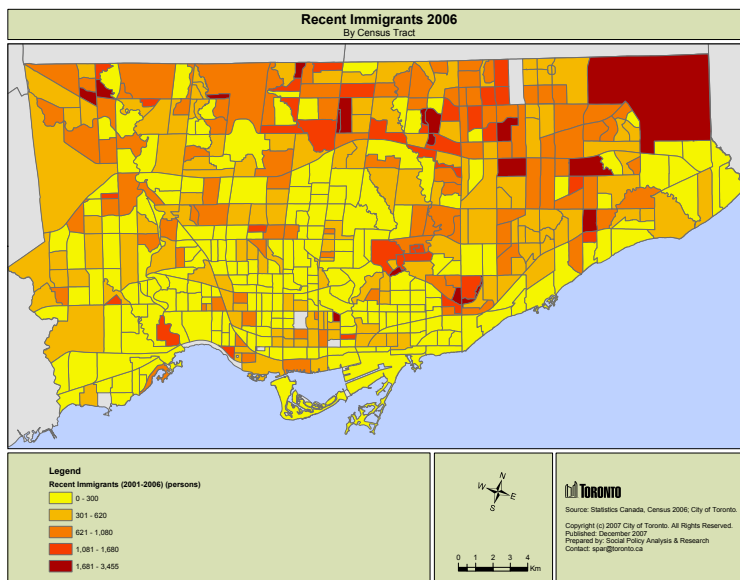 Recent Immigrants 2006
By Census Tract
Legend
Recent Immigrants (2001-2006) (persons)
0 - 300
301 - 620
621 - 1,080
1,081 - 1,680
1,681 - 3,455
N
W
E
S
0 1 2 3 4
Km
TORONTO
Source: Statistics Canada, Census 2006; City of Toronto.
Copyright (c) 2007 City of Toronto. All Rights Reserved.
Published: December 2007
Prepared by: Social Policy Analysis & Research
Contact: spar@toronto.ca